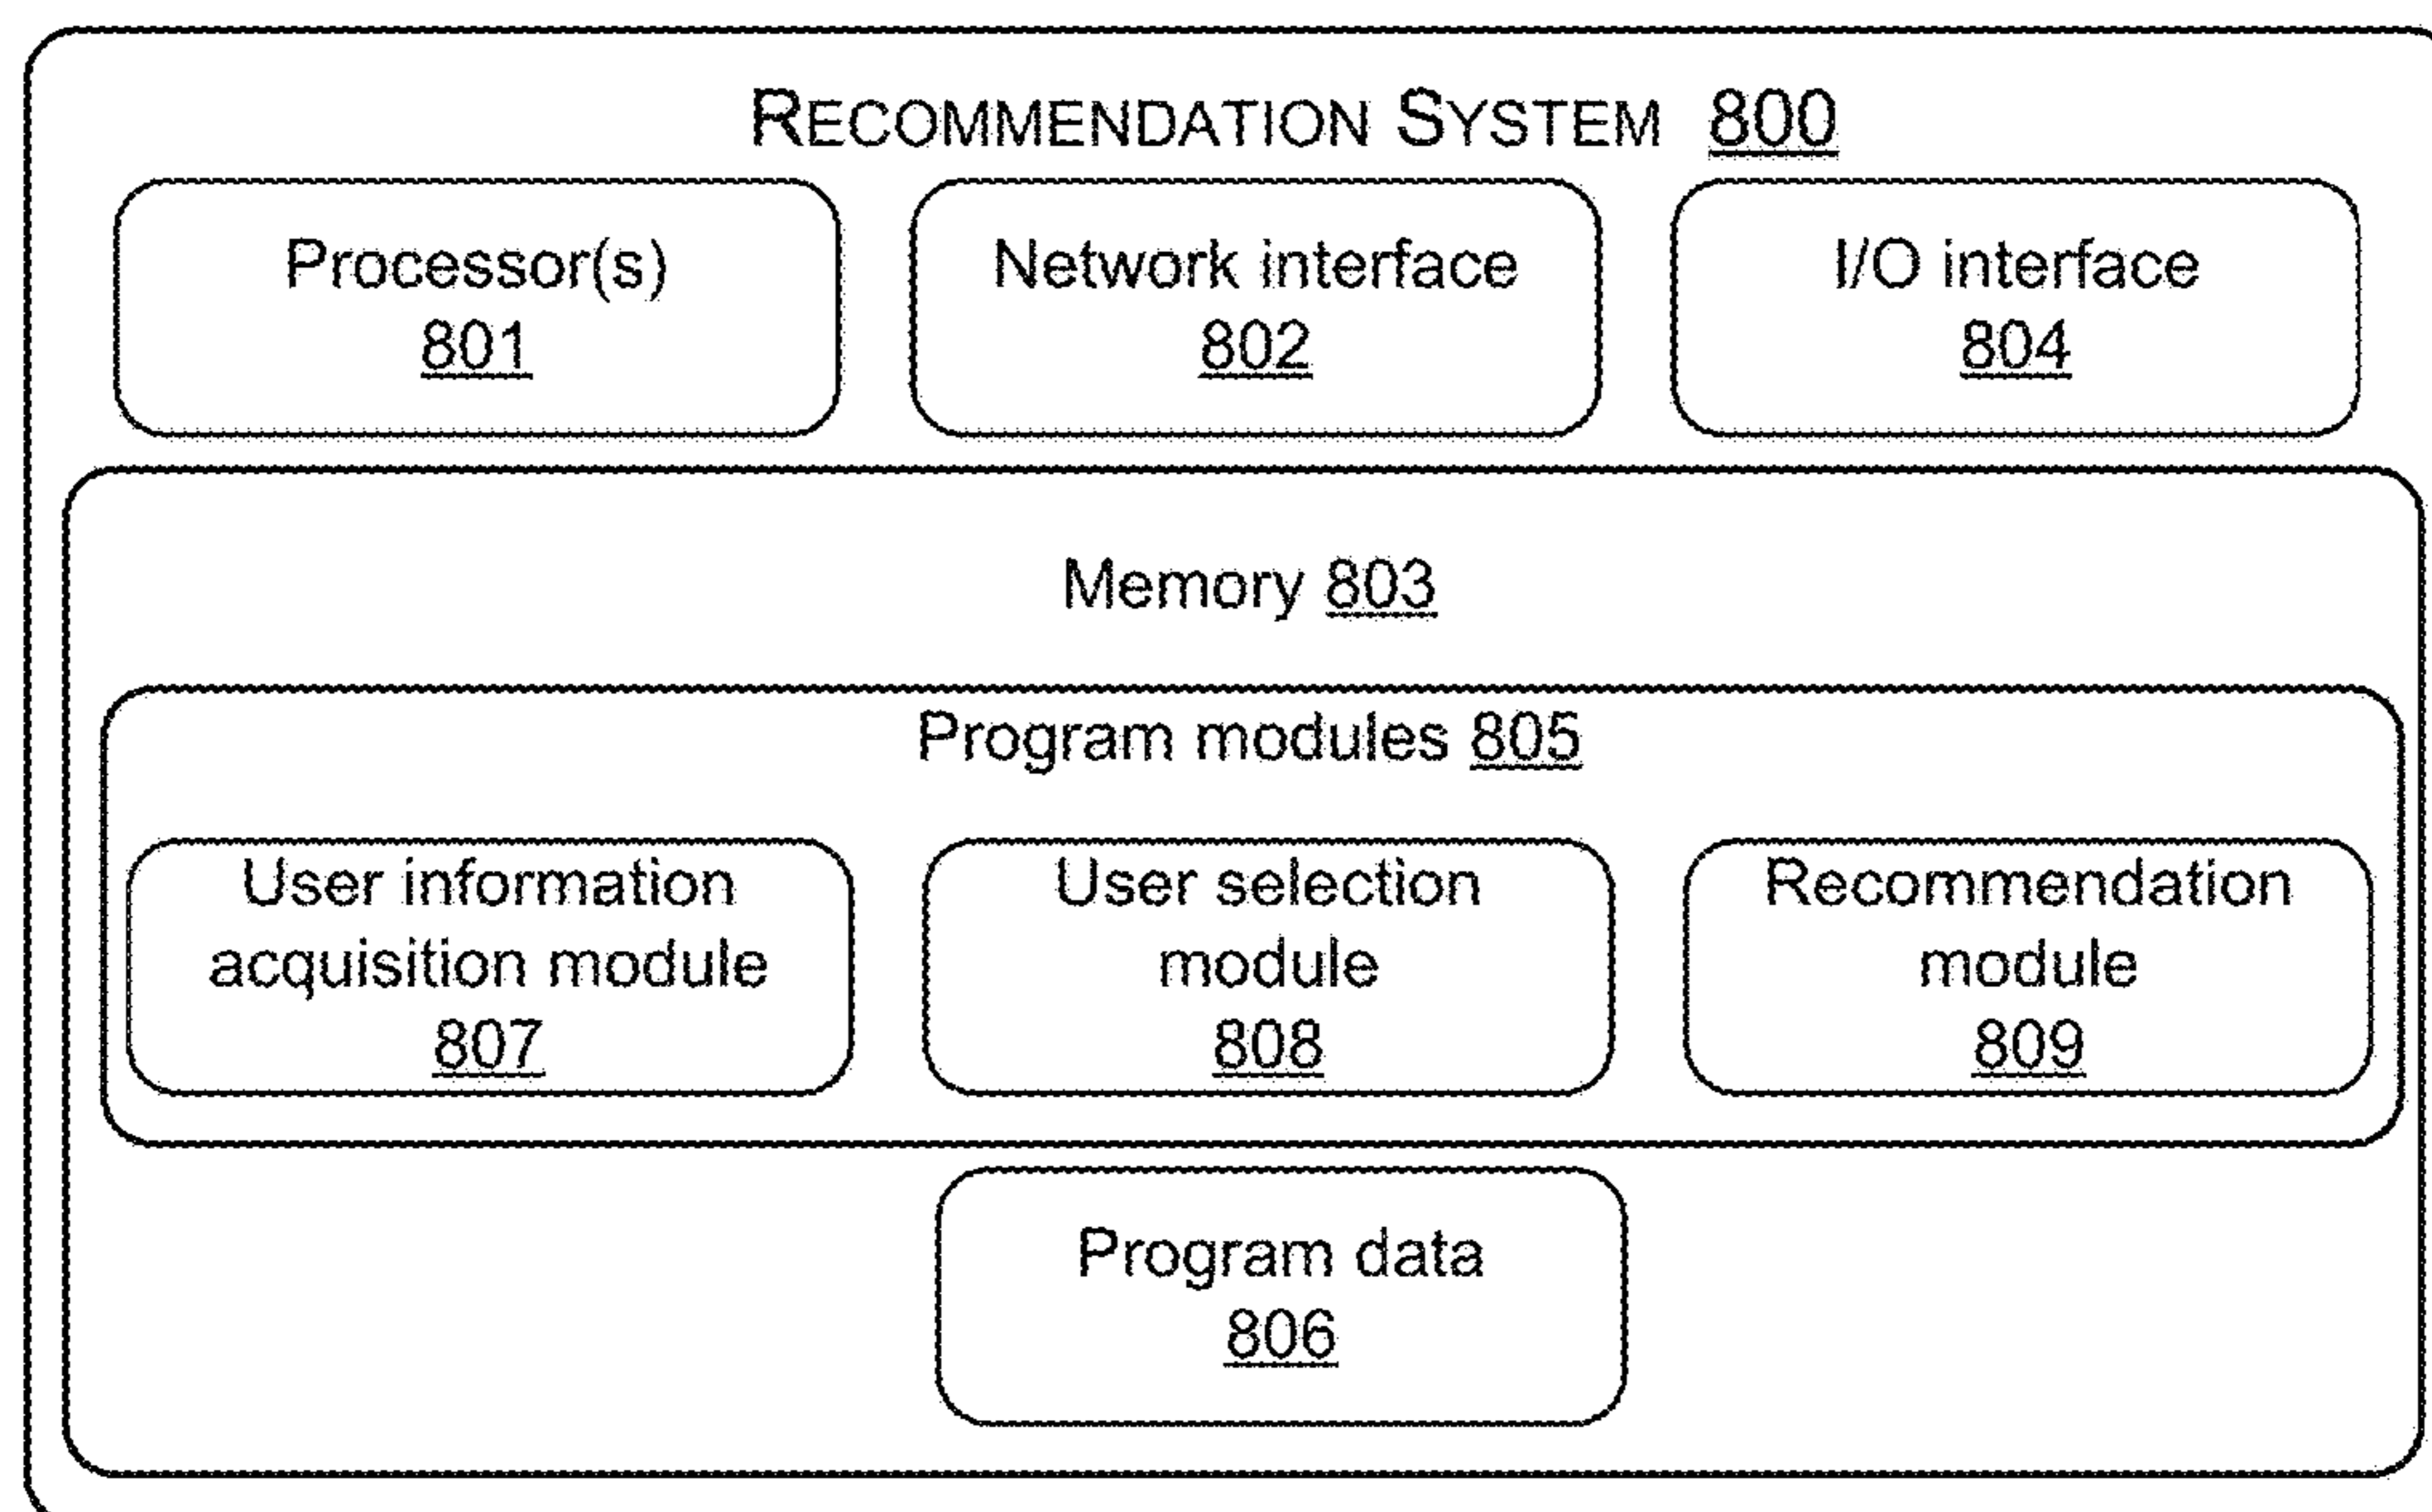 RECOMMENDATION SYSTEM 800
Processor(s)
801
Network interface
802
I/O interface
804
Memory 803
Program modules 805
User information
acquisition module
807
User selection
module
808
Recommendation
module
809
Program data
806